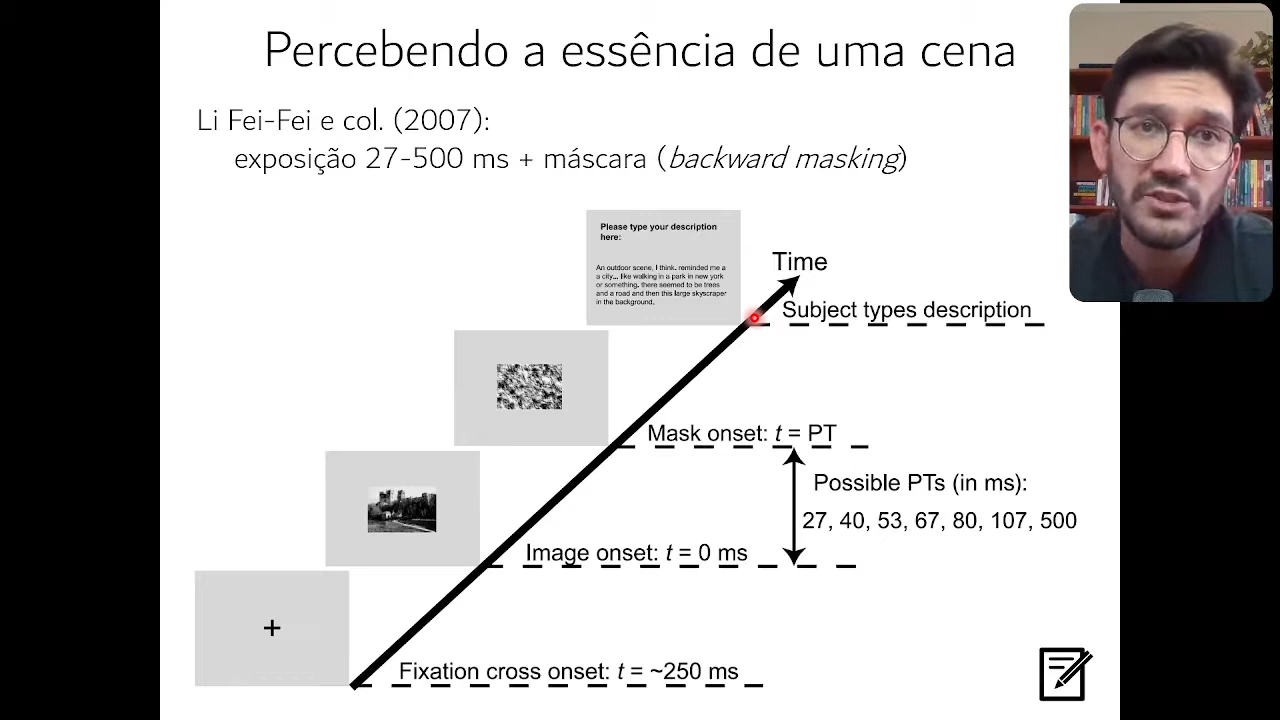 Percebendo a essência de uma cena
Li Fei-Fei e col. (2007):
exposição 27-500 ms + máscara (backward masking)
Please type your description
here:
An outdoor scene, I think. reminded me a
a city... like walking in a park in new york
or something. there seemed to be trees
and a road and then this large skyscraper
in the background.
Time
Subject types description
Mask onset: t = PT
Possible PTs (in ms):
27, 40, 53, 67, 80, 107, 500
Image onset: t = 0 ms
+
Fixation cross onset: t = ~250 ms